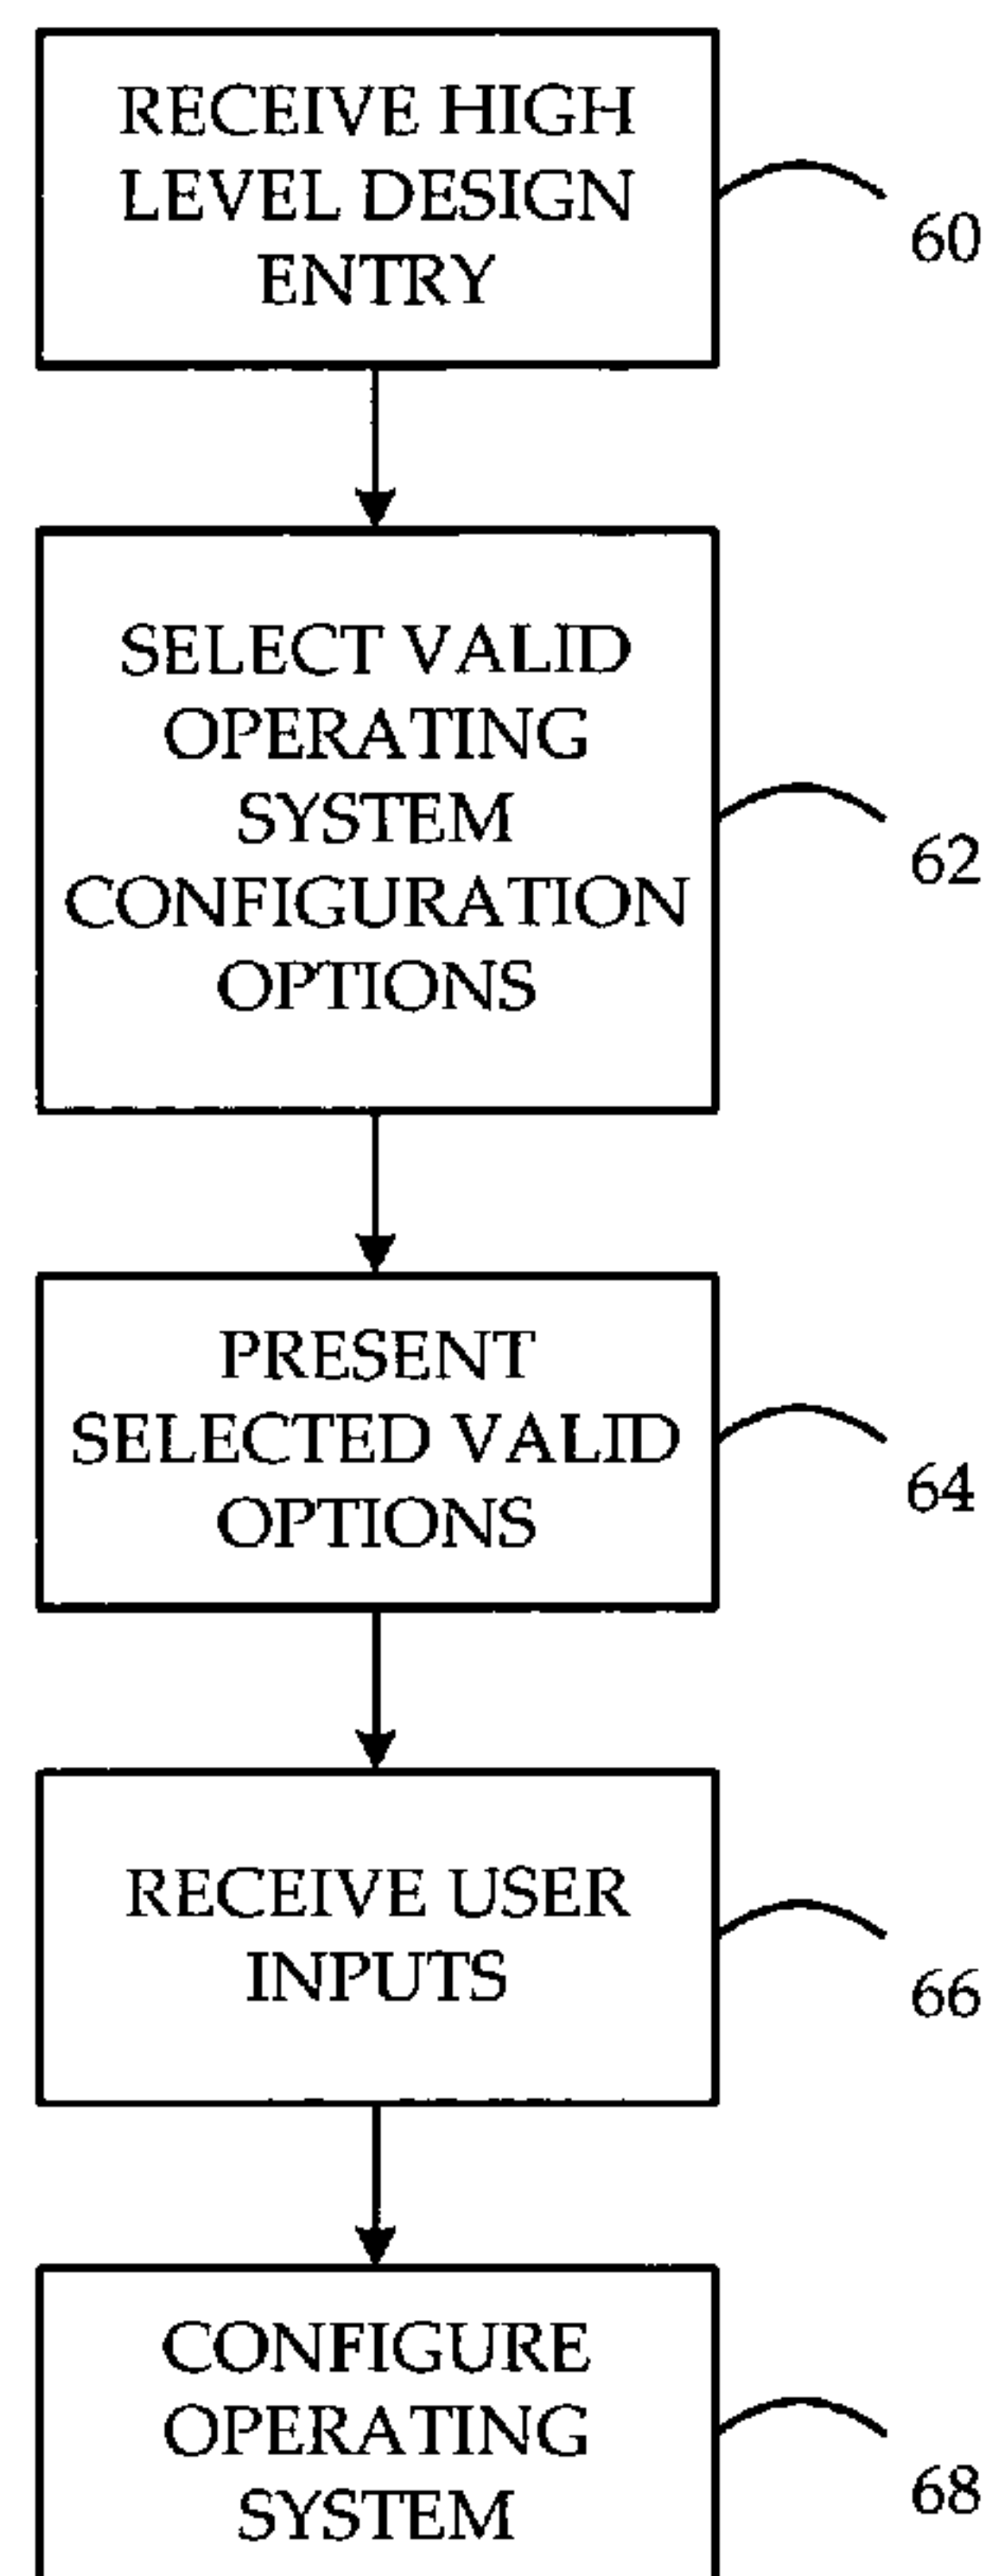 RECEIVE HIGH
LEVEL DESIGN
ENTRY
60
SELECT VALID
OPERATING
SYSTEM
CONFIGURATION
OPTIONS
62
PRESENT
SELECTED VALID
OPTIONS
64
RECEIVE USER
INPUTS
66
CONFIGURE
OPERATING
SYSTEM
68